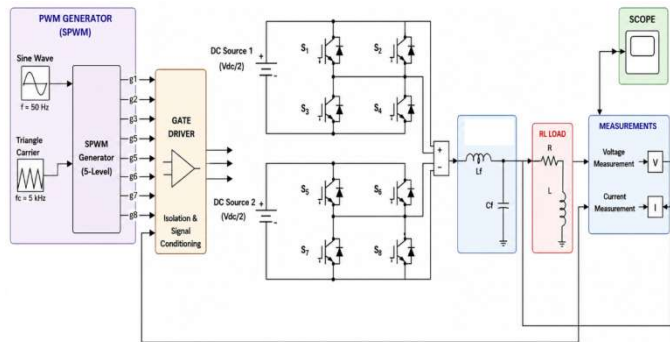 PWM GENERATOR
(SPWM)
Sine Wave
f = 50 Hz
Triangle
Carrier
fc = 5 kHz
SPWM
Generator
(5-Level)
g1
g2
g3
g5
g5
g6
g7
g8
GATE
DRIVER
Isolation &
Signal
Conditioning
DC Source 1
(Vdc/2)
S1
S2
S3
S4
DC Source 2
(Vdc/2)
S5
S6
S7
S8
Lf
Cf
RL LOAD
R
L
SCOPE
MEASUREMENTS
Voltage
Measurement
V
Current
Measurement
I